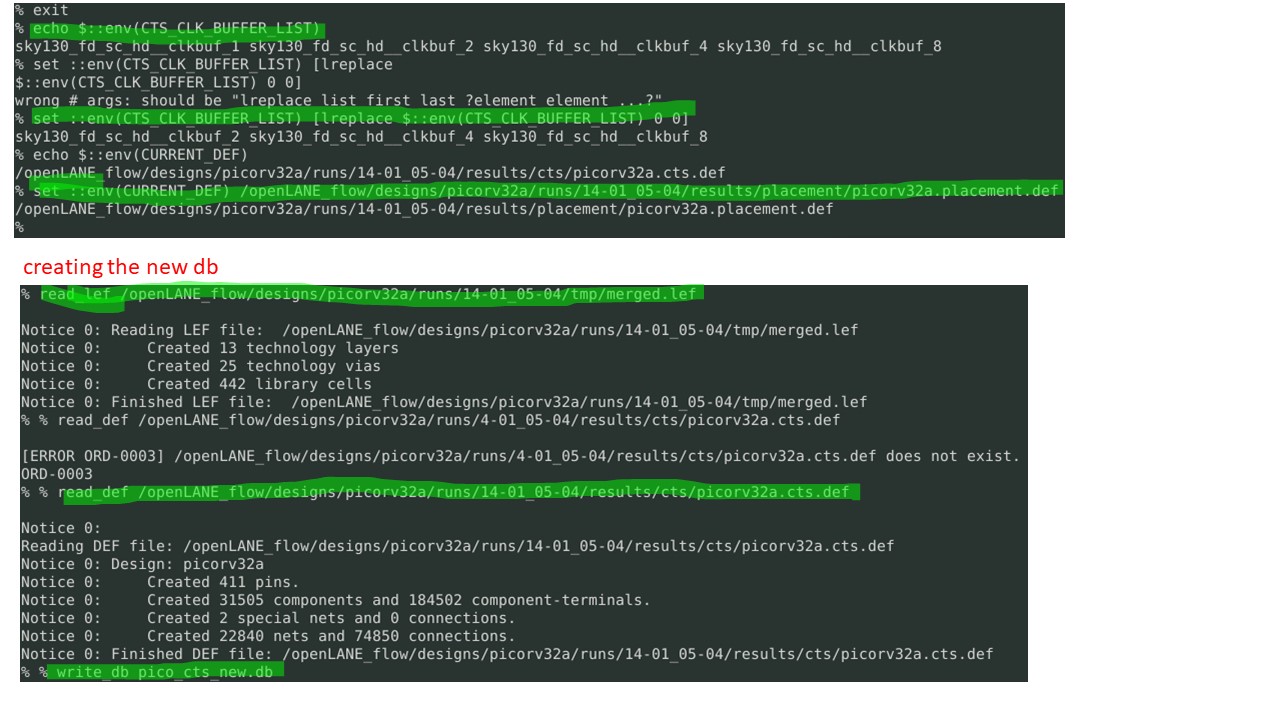 % exit
% echo $::env(CTS_CLK_BUFFER_LIST)
sky130_fd_sc_hd__clkbuf_1 sky130_fd_sc_hd__clkbuf_2 sky130_fd_sc_hd__clkbuf_4 sky130_fd_sc_hd__clkbuf_8
% set ::env(CTS_CLK_BUFFER_LIST) [lreplace
$::env(CTS_CLK_BUFFER_LIST) 0 0]
wrong # args: should be "lreplace list first last ?element element ...?"
% set ::env(CTS_CLK_BUFFER_LIST) [lreplace $::env(CTS_CLK_BUFFER_LIST) 0 0]
sky130_fd_sc_hd__clkbuf_2 sky130_fd_sc_hd__clkbuf_4 sky130_fd_sc_hd__clkbuf_8
% echo $::env(CURRENT_DEF)
/openLANE_flow/designs/picorv32a/runs/14-01_05-04/results/cts/picorv32a.cts.def
% set ::env(CURRENT_DEF) /openLANE_flow/designs/picorv32a/runs/14-01_05-04/results/placement/picorv32a.placement.def
/openLANE_flow/designs/picorv32a/runs/14-01_05-04/results/placement/picorv32a.placement.def
%
creating the new db
% read_lef /openLANE_flow/designs/picorv32a/runs/14-01_05-04/tmp/merged.lef
Notice 0: Reading LEF file:  /openLANE_flow/designs/picorv32a/runs/14-01_05-04/tmp/merged.lef
Notice 0:     Created 13 technology layers
Notice 0:     Created 25 technology vias
Notice 0:     Created 442 library cells
Notice 0: Finished LEF file:  /openLANE_flow/designs/picorv32a/runs/14-01_05-04/tmp/merged.lef
% % read_def /openLANE_flow/designs/picorv32a/runs/4-01_05-04/results/cts/picorv32a.cts.def
[ERROR ORD-0003] /openLANE_flow/designs/picorv32a/runs/4-01_05-04/results/cts/picorv32a.cts.def does not exist.
ORD-0003
% % read_def /openLANE_flow/designs/picorv32a/runs/14-01_05-04/results/cts/picorv32a.cts.def
Notice 0:
Reading DEF file: /openLANE_flow/designs/picorv32a/runs/14-01_05-04/results/cts/picorv32a.cts.def
Notice 0: Design: picorv32a
Notice 0:     Created 411 pins.
Notice 0:     Created 31505 components and 184502 component-terminals.
Notice 0:     Created 2 special nets and 0 connections.
Notice 0:     Created 22840 nets and 74850 connections.
Notice 0: Finished DEF file: /openLANE_flow/designs/picorv32a/runs/14-01_05-04/results/cts/picorv32a.cts.def
% % write_db pico_cts_new.db